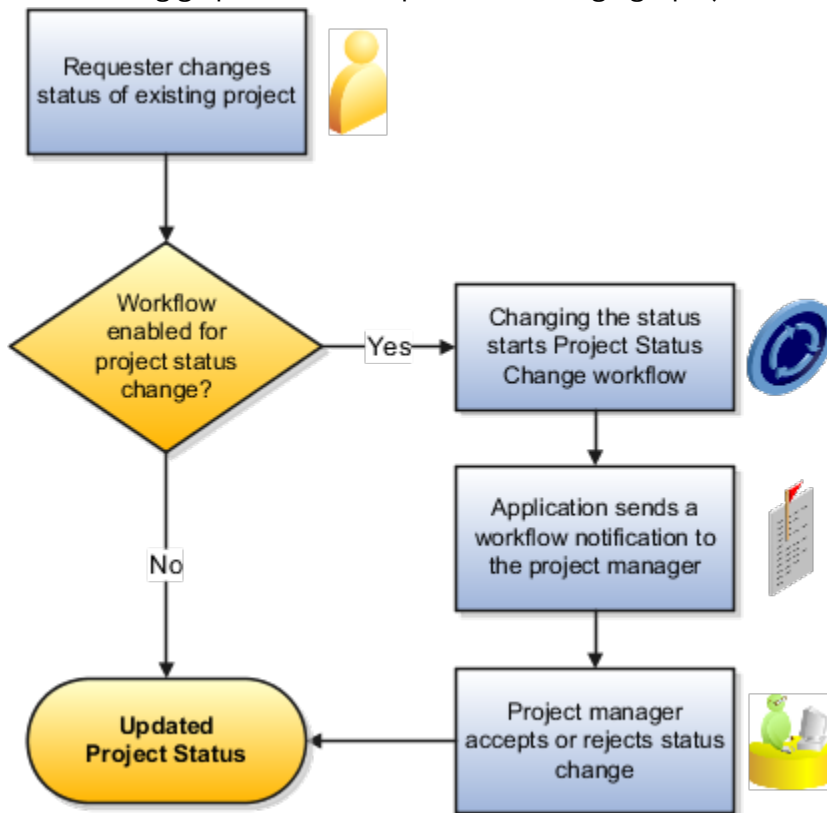 Requester changes
status of existing project
Workflow
enabled for
project status
change?
Yes
Changing the status
starts Project Status
Change workflow
Application sends a
workflow notification to
the project manager
No
Project manager
accepts or rejects status
change
Updated
Project Status